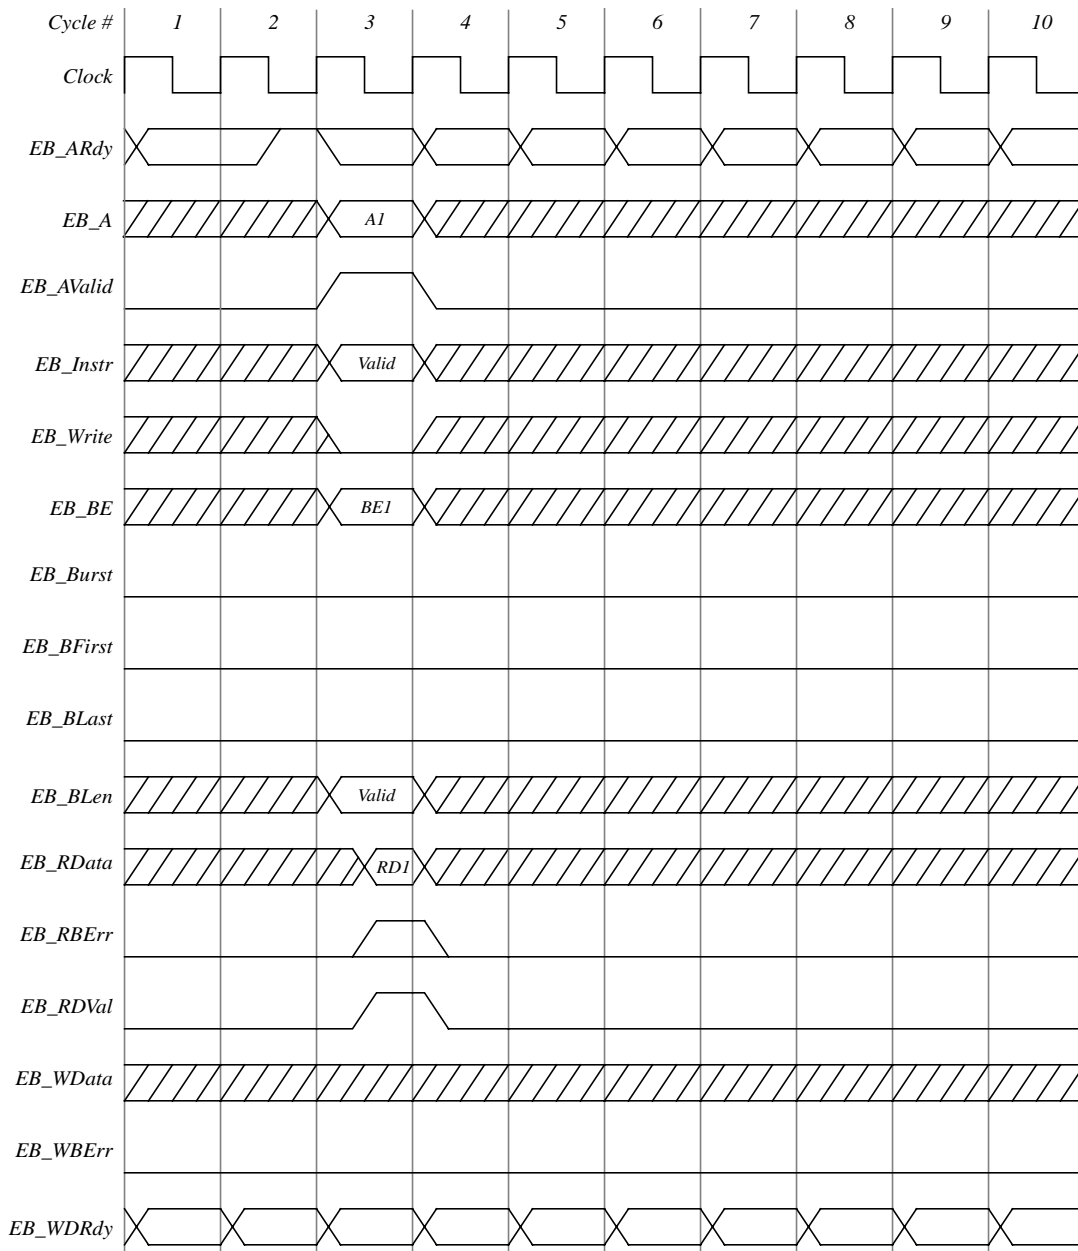 Cycle # 1 2 3 4 5 6 7 8 9 10
Clock
EB_ARdy
EB_A A1
EB_AValid
EB_Instr Valid
EB_Write
EB_BE BE1
EB_Burst
EB_BFirst
EB_BLast
EB_BLen Valid
EB_RData RD1
EB_RBErr
EB_RDVal
EB_WData
EB_WBErr
EB_WDRdy